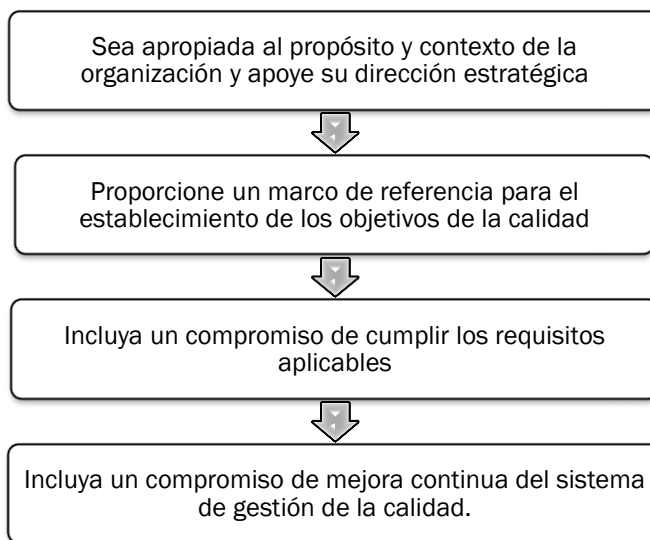 Sea apropiada al propósito y contexto de la
organización y apoye su dirección estratégica
Proporcione un marco de referencia para el
establecimiento de los objetivos de la calidad
Incluya un compromiso de cumplir los requisitos
aplicables
Incluya un compromiso de mejora continua del sistema
de gestión de la calidad.